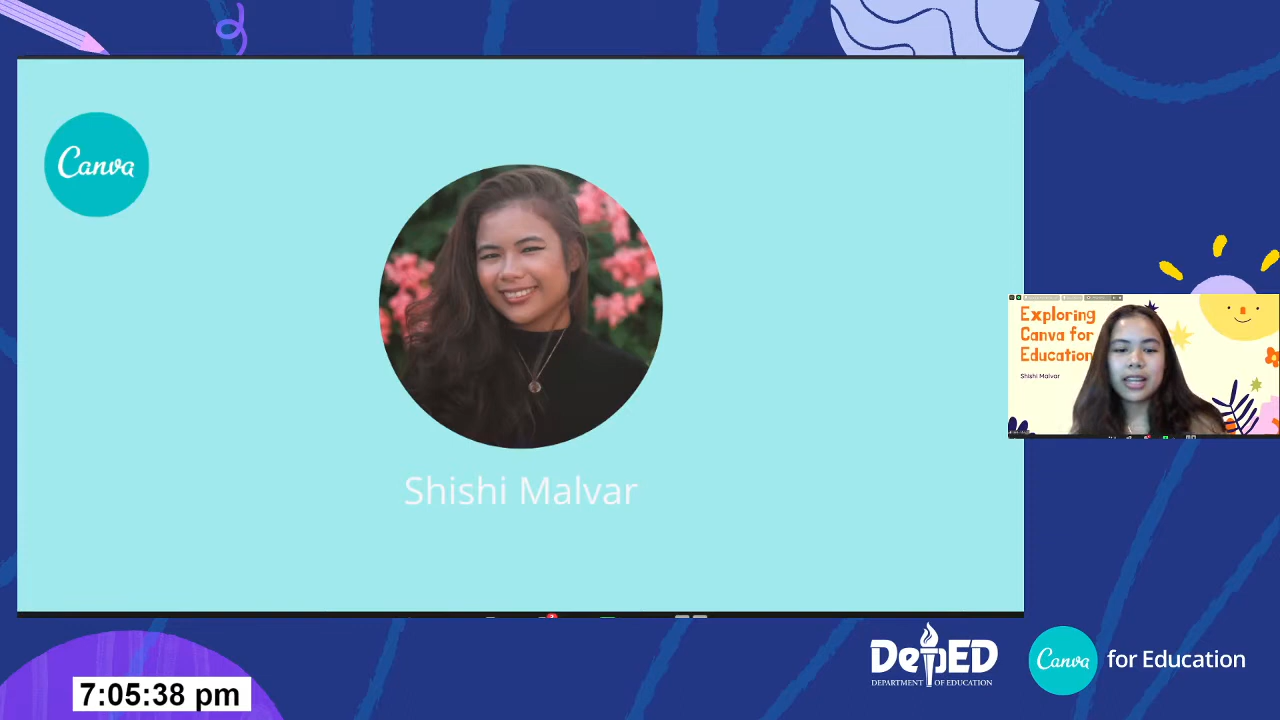 Canva
Shishi Malvar
Exploring
Canva for
Education
Shishi Malvar
7:05:38 pm
DepED
DEPARTMENT OF EDUCATION
Canva for Education